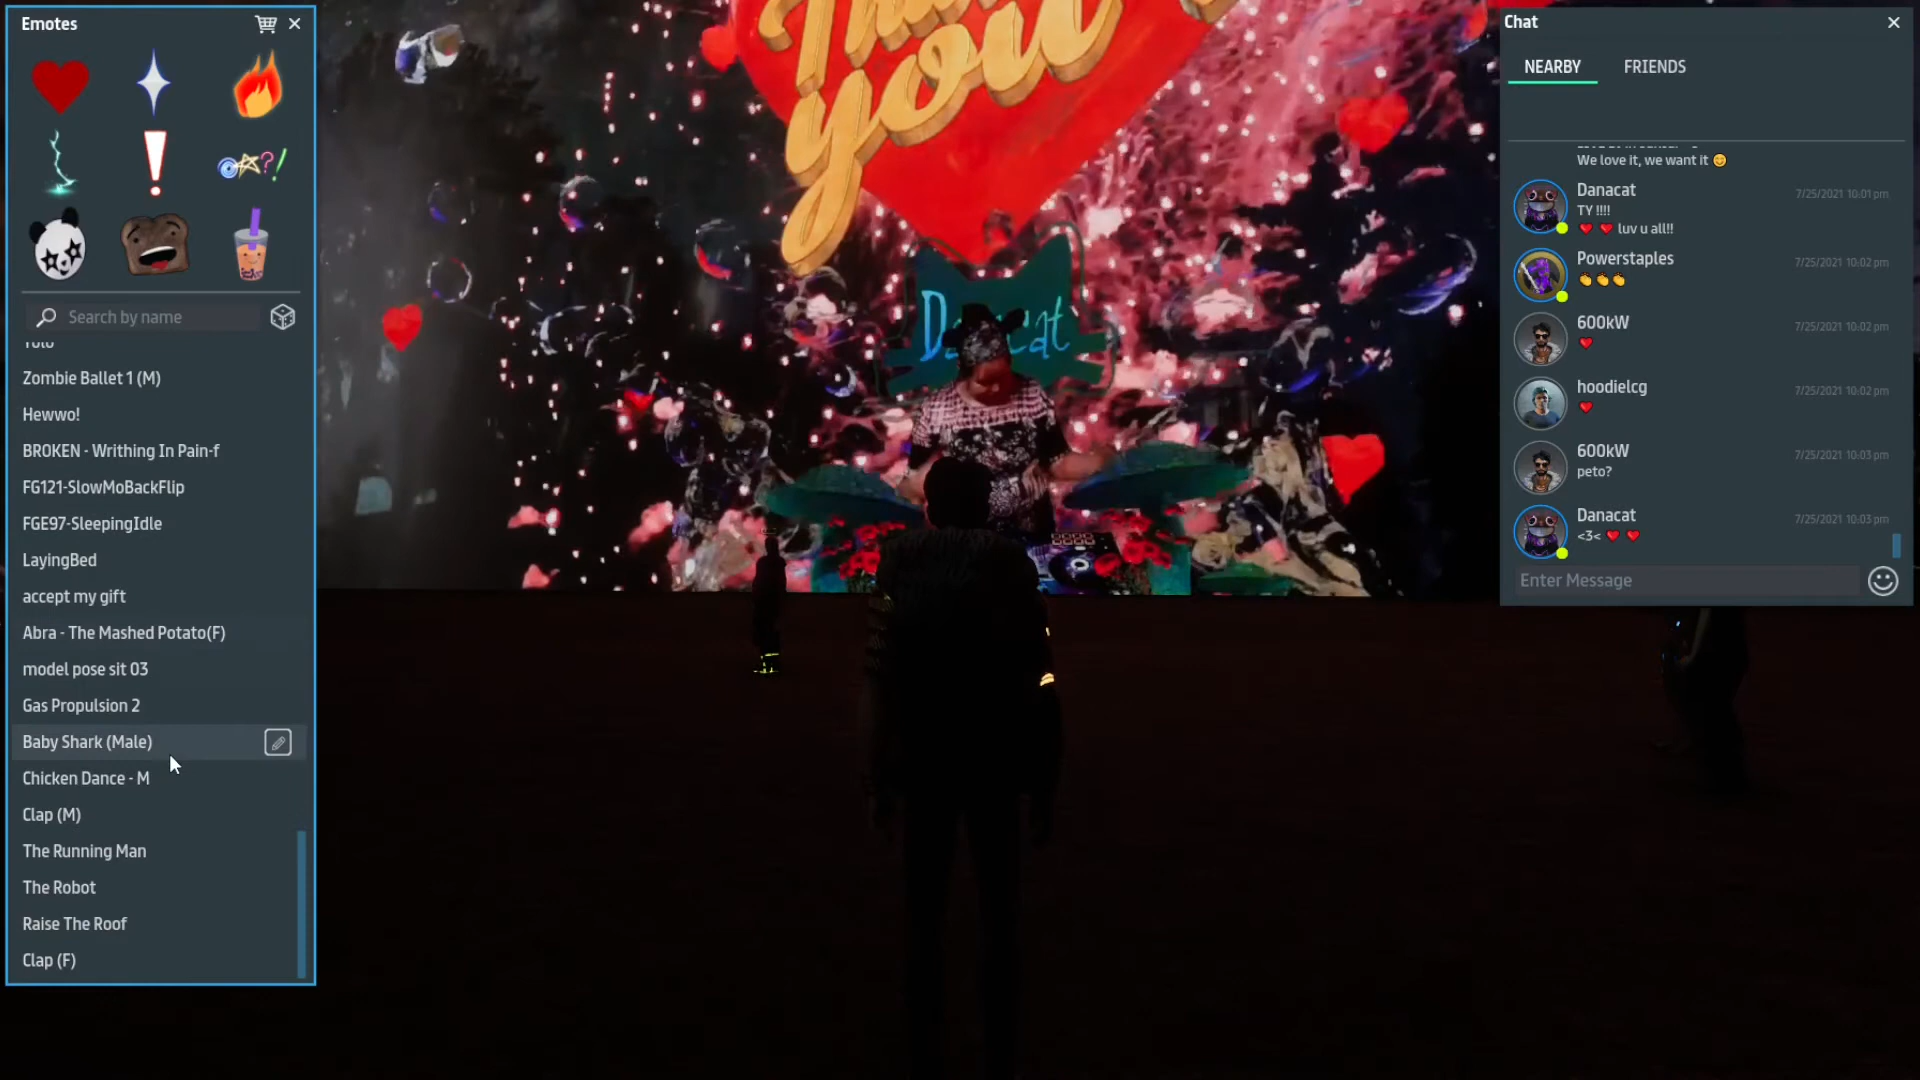 Emotes
Search by name
Yolo
Zombie Ballet 1 (M)
Hewwo!
BROKEN - Writhing In Pain-f
FG121-SlowMoBackFlip
FGE97-SleepingIdle
LayingBed
accept my gift
Abra - The Mashed Potato(F)
model pose sit 03
Gas Propulsion 2
Baby Shark (Male)
Chicken Dance - M
Clap (M)
The Running Man
The Robot
Raise The Roof
Clap (F)
you
Chat
NEARBY FRIENDS
We love it, we want it 😊
Danacat 7/25/2021 10:01 pm
TY !!!!
❤️ ❤️ luv u all!!
Powerstaples 7/25/2021 10:02 pm
👏👏👏
600kW 7/25/2021 10:02 pm
❤️
hoodielcg 7/25/2021 10:02 pm
❤️
600kW 7/25/2021 10:03 pm
peto?
Danacat 7/25/2021 10:03 pm
<3< ❤️ ❤️
Enter Message